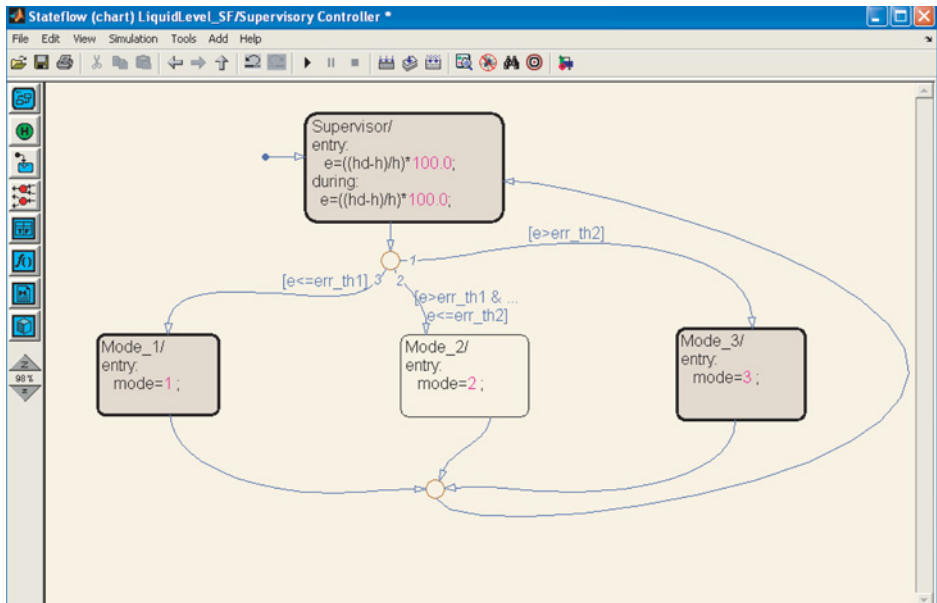 Stateflow (chart) LiquidLevel_SF/Supervisory Controller *
File Edit View Simulation Tools Add Help
Supervisor/
entry:
e=((hd-h)/h)*100.0;
during:
e=((hd-h)/h)*100.0;
[e>err_th2]
1
[e<=err_th1] 3 2
[e>err_th1 & ...
e<=err_th2]
Mode_1/
entry:
mode=1 ;
Mode_2/
entry:
mode=2 ;
Mode_3/
entry:
mode=3 ;
H
f()
98%